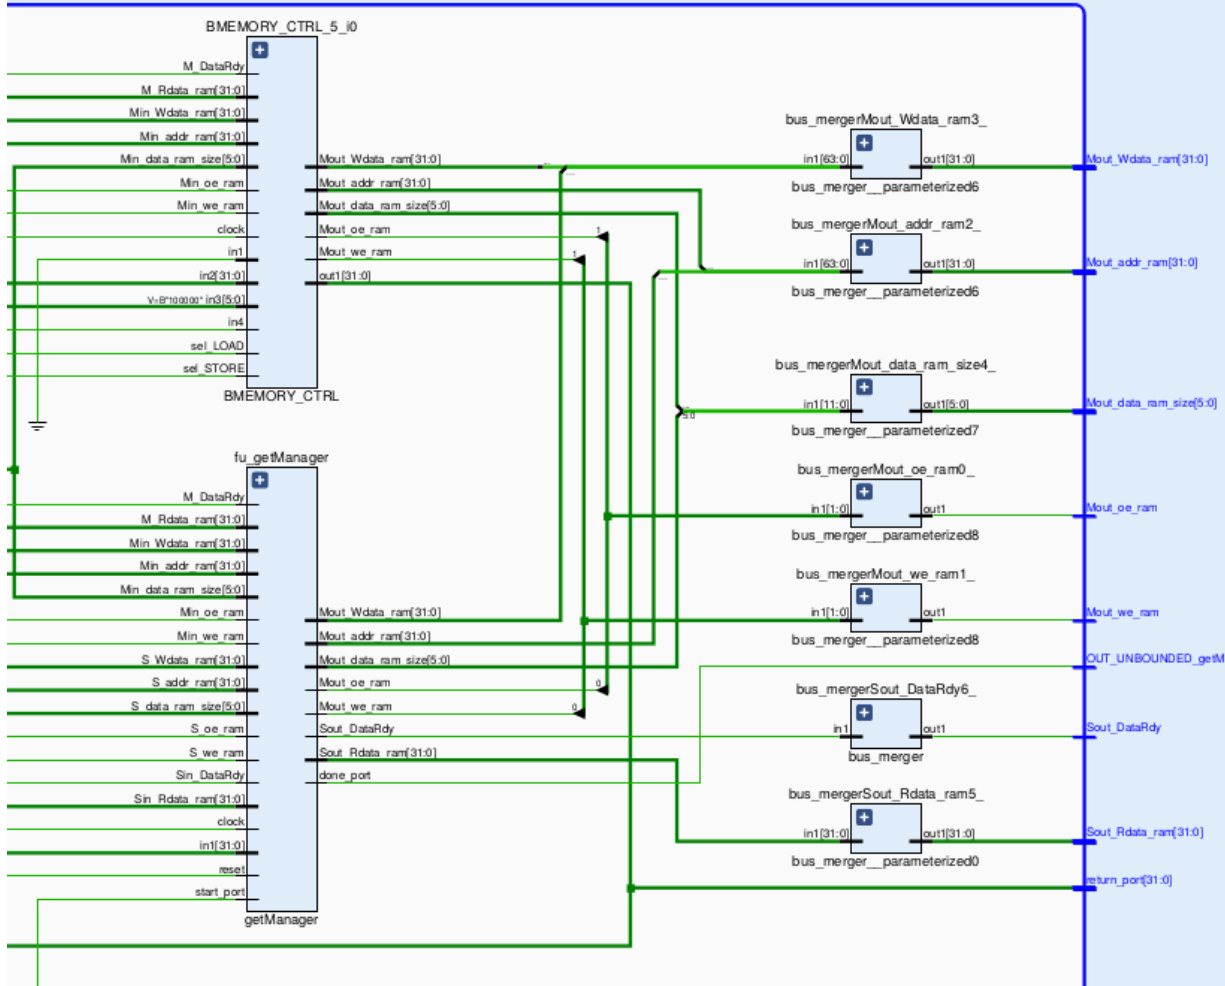 BMEMORY_CTRL_5_i0
M_DataRdy
M_Rdata_ram[31:0]
Min_Wdata_ram[31:0]
Min_addr_ram[31:0]
Min_data_ram_size[5:0]
Min_oe_ram
Min_we_ram
clock
in1
in2[31:0]
V=B"100000" in3[5:0]
in4
sel_LOAD
sel_STORE
Mout_Wdata_ram[31:0]
Mout_addr_ram[31:0]
Mout_data_ram_size[5:0]
Mout_oe_ram
1
Mout_we_ram
1
out1[31:0]
BMEMORY_CTRL
fu_getManager
M_DataRdy
M_Rdata_ram[31:0]
Min_Wdata_ram[31:0]
Min_addr_ram[31:0]
Min_data_ram_size[5:0]
Min_oe_ram
Min_we_ram
S_Wdata_ram[31:0]
S_addr_ram[31:0]
S_data_ram_size[5:0]
S_oe_ram
S_we_ram
Sin_DataRdy
Sin_Rdata_ram[31:0]
clock
in1[31:0]
reset
start_port
Mout_Wdata_ram[31:0]
Mout_addr_ram[31:0]
Mout_data_ram_size[5:0]
Mout_oe_ram
0
Mout_we_ram
0
Sout_DataRdy
Sout_Rdata_ram[31:0]
done_port
getManager
bus_mergerMout_Wdata_ram3_
in1[63:0] out1[31:0]
bus_merger__parameterized6
bus_mergerMout_addr_ram2_
in1[63:0] out1[31:0]
bus_merger__parameterized6
bus_mergerMout_data_ram_size4_
5:0
in1[11:0] out1[5:0]
bus_merger__parameterized7
bus_mergerMout_oe_ram0_
in1[1:0] out1
bus_merger__parameterized8
bus_mergerMout_we_ram1_
in1[1:0] out1
bus_merger__parameterized8
bus_mergerSout_DataRdy6_
in1 out1
bus_merger
bus_mergerSout_Rdata_ram5_
in1[31:0] out1[31:0]
bus_merger__parameterized0
Mout_Wdata_ram[31:0]
Mout_addr_ram[31:0]
Mout_data_ram_size[5:0]
Mout_oe_ram
Mout_we_ram
OUT_UNBOUNDED_getM
Sout_DataRdy
Sout_Rdata_ram[31:0]
return_port[31:0]